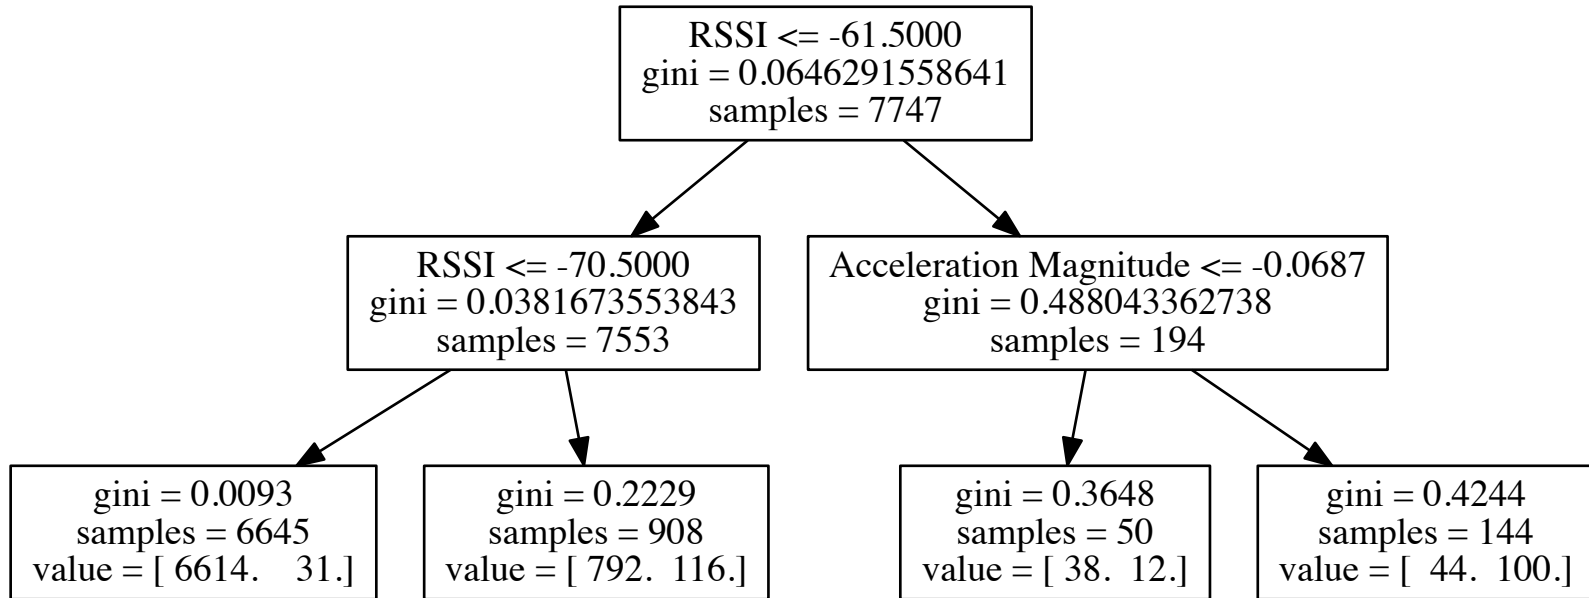 RSSI <= -61.5000
gini = 0.0646291558641
samples = 7747
RSSI <= -70.5000
gini = 0.0381673553843
samples = 7553
Acceleration Magnitude <= -0.0687
gini = 0.488043362738
samples = 194
gini = 0.0093
samples = 6645
value = [ 6614.    31.]
gini = 0.2229
samples = 908
value = [ 792.  116.]
gini = 0.3648
samples = 50
value = [ 38.  12.]
gini = 0.4244
samples = 144
value = [  44.  100.]